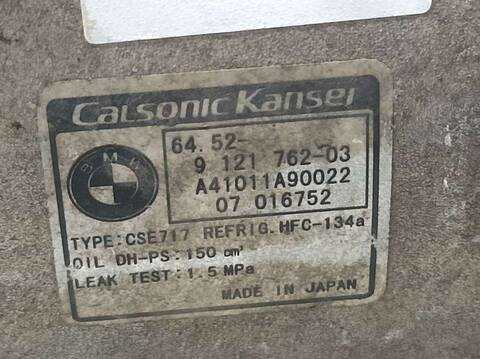 Calsonic Kansei
BMW
64.52-
9 121 762-03
A41011A90022
07 016752
TYPE:CSE717 REFRIG.HFC-134a
OIL DH-PS:150 cm³
LEAK TEST:1.5 MPa
MADE IN JAPAN